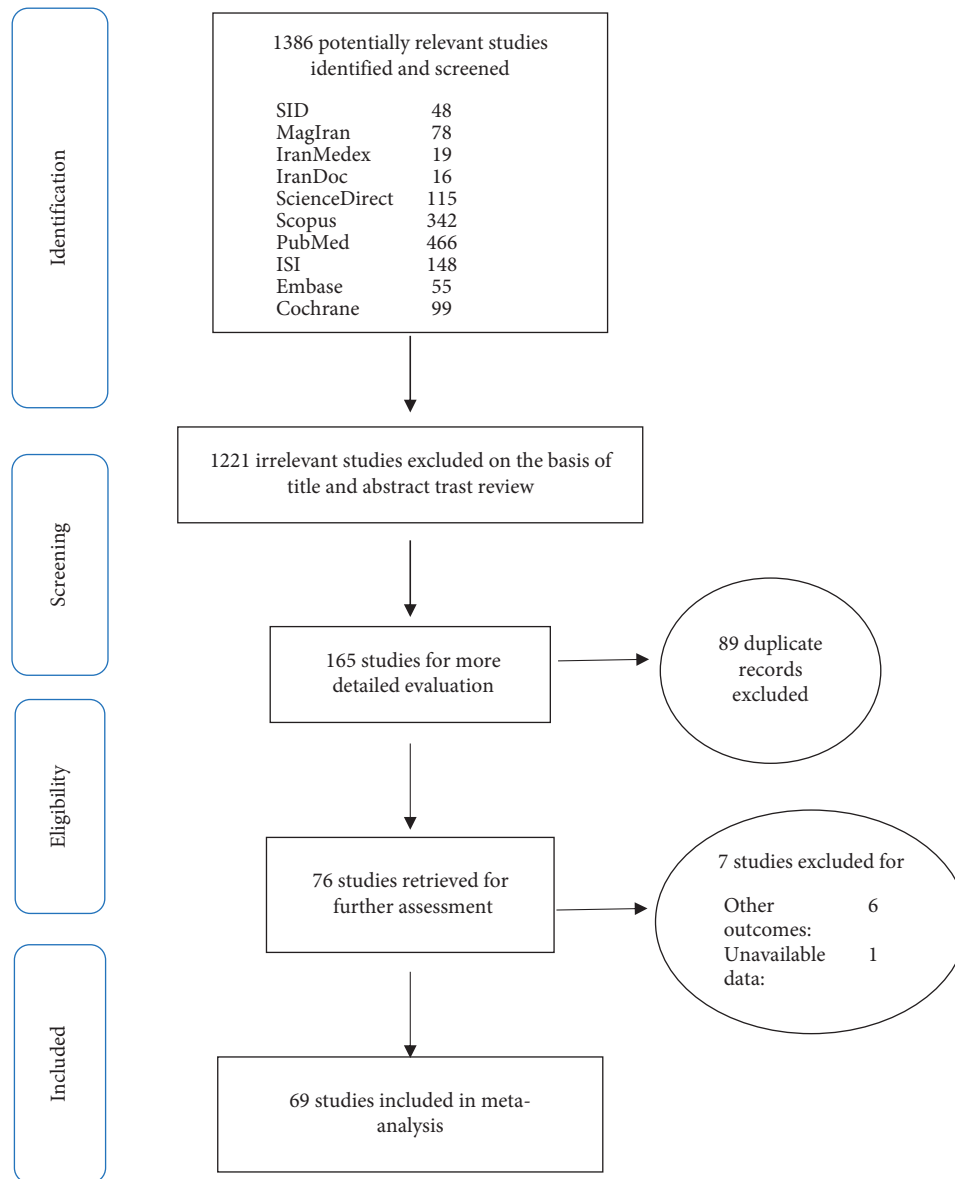 Identification
1386 potentially relevant studies
identified and screened
SID 48
MagIran 78
IranMedex 19
IranDoc 16
ScienceDirect 115
Scopus 342
PubMed 466
ISI 148
Embase 55
Cochrane 99
Screening
1221 irrelevant studies excluded on the basis of
title and abstract trast review
165 studies for more
detailed evaluation
89 duplicate
records
excluded
Eligibility
76 studies retrieved for
further assessment
7 studies excluded for
Other 6
outcomes:
Unavailable 1
data:
Included
69 studies included in meta-
analysis